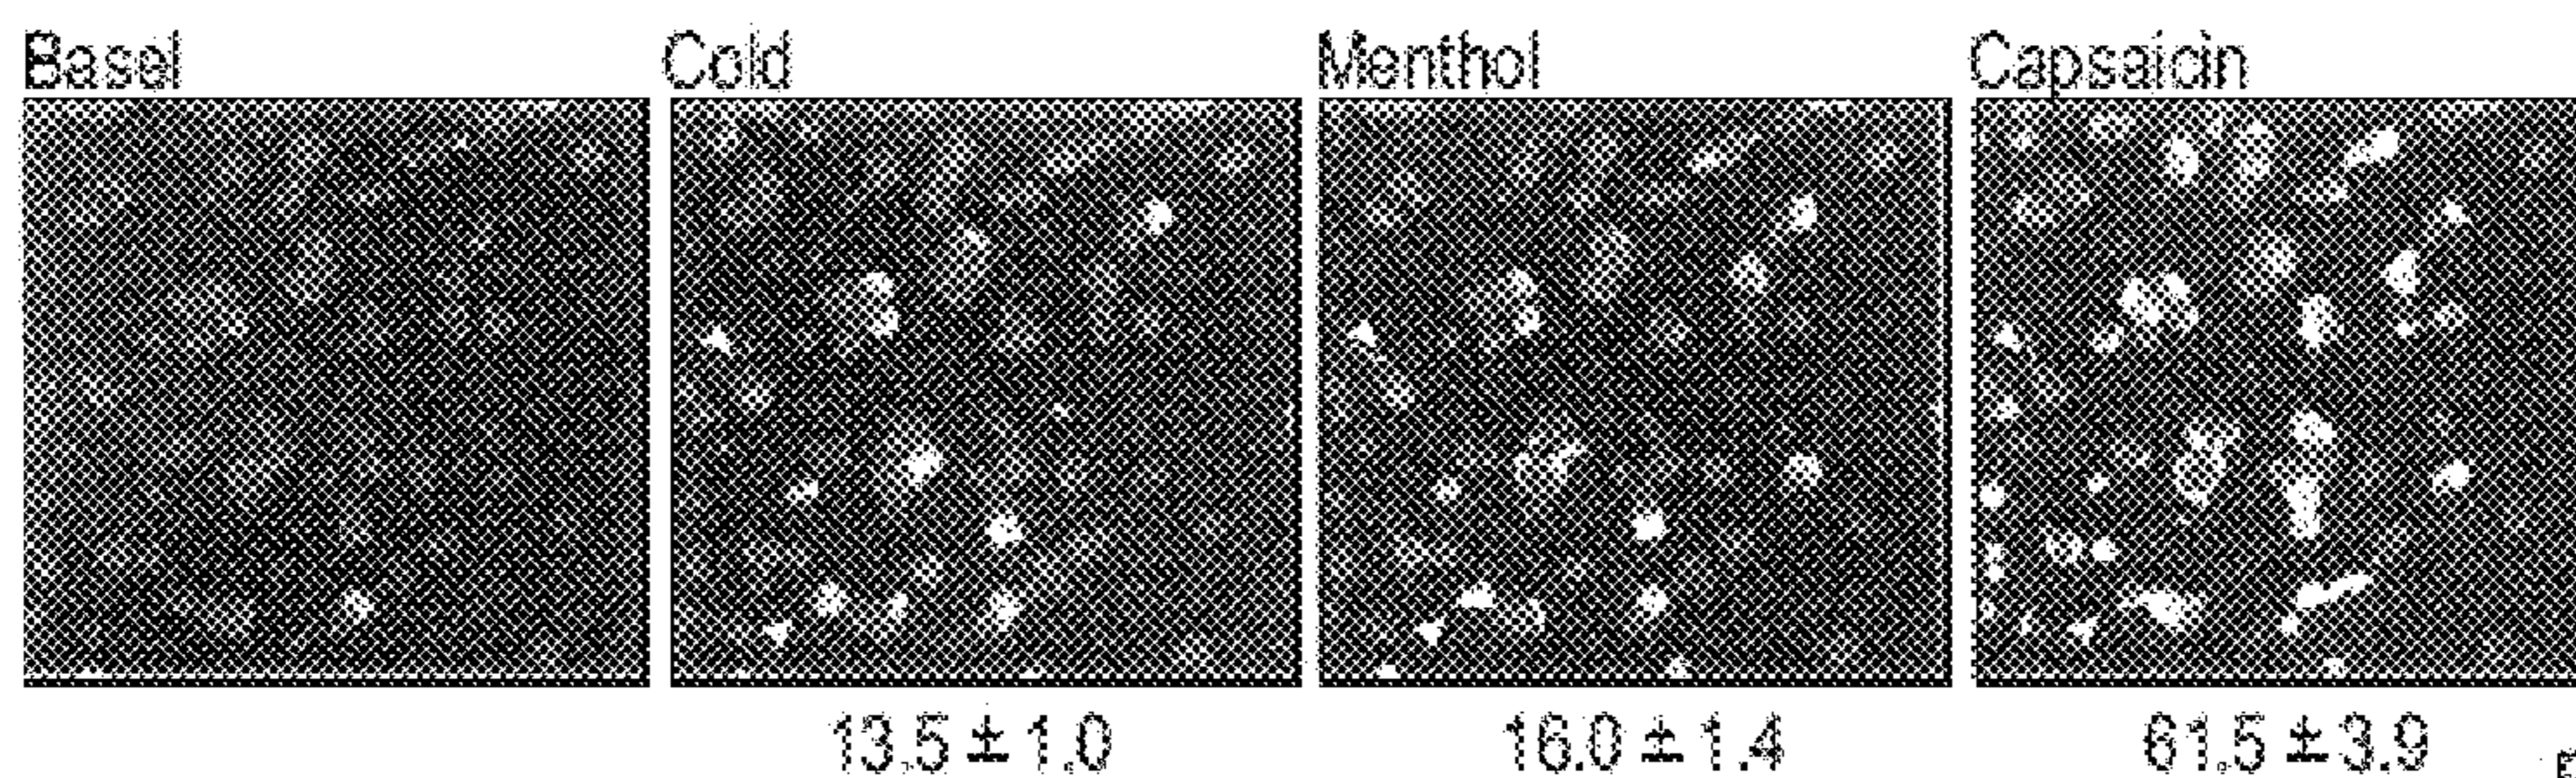 Basel
Cold
Menthol
Capsaicin
13.5 ± 1.0
16.0 ± 1.4
61.5 ± 3.9